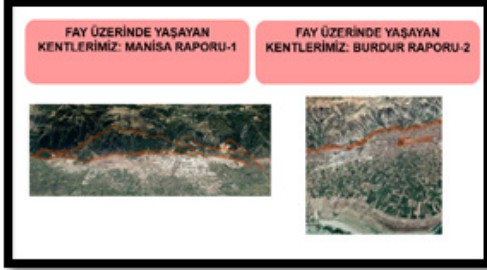 FAY ÜZERİNDE YAŞAYAN
KENTLERİMİZ: MANİSA RAPORU-1
FAY ÜZERİNDE YAŞAYAN
KENTLERİMİZ: BURDUR RAPORU-2